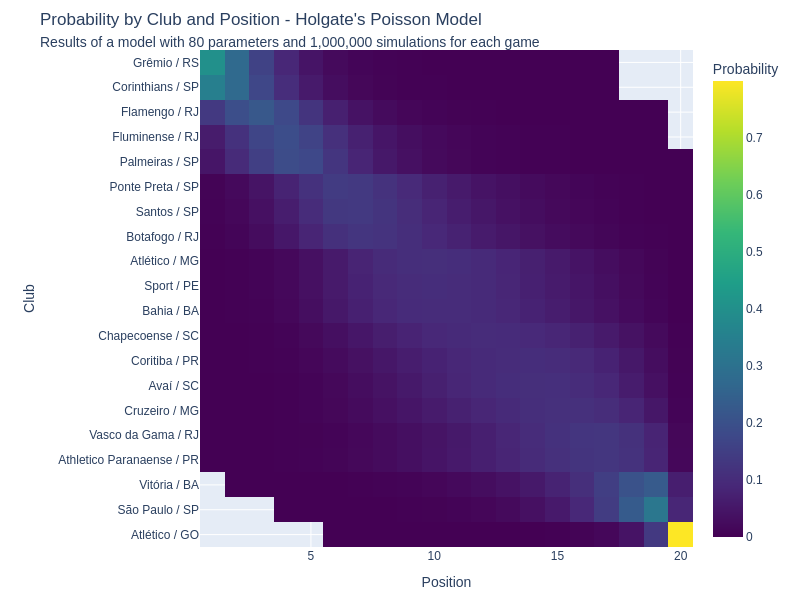 Probability by Club and Position - Holgate's Poisson Model
Results of a model with 80 parameters and 1,000,000 simulations for each game
Probability
Grêmio / RS
Corinthians / SP
Flamengo / RJ
Fluminense / RJ
Palmeiras / SP
Ponte Preta / SP
Santos / SP
Botafogo / RJ
Atlético / MG
Sport / PE
Bahia / BA
Chapecoense / SC
Coritiba / PR
Avaí / SC
Cruzeiro / MG
Vasco da Gama / RJ
Athletico Paranaense / PR
Vitória / BA
São Paulo / SP
Atlético / GO
Club
5
10
15
20
Position
0.7
0.6
0.5
0.4
0.3
0.2
0.1
0